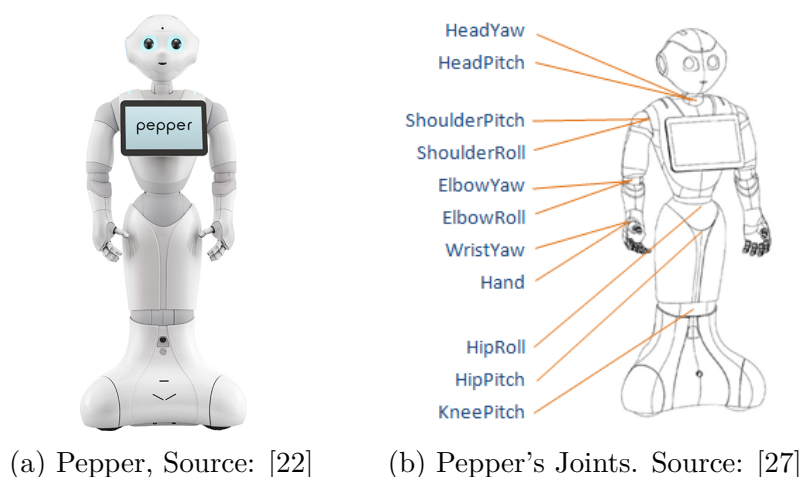 pepper
HeadYaw
HeadPitch
ShoulderPitch
ShoulderRoll
ElbowYaw
ElbowRoll
WristYaw
Hand
HipRoll
HipPitch
KneePitch
(a) Pepper, Source: [22]
(b) Pepper's Joints. Source: [27]